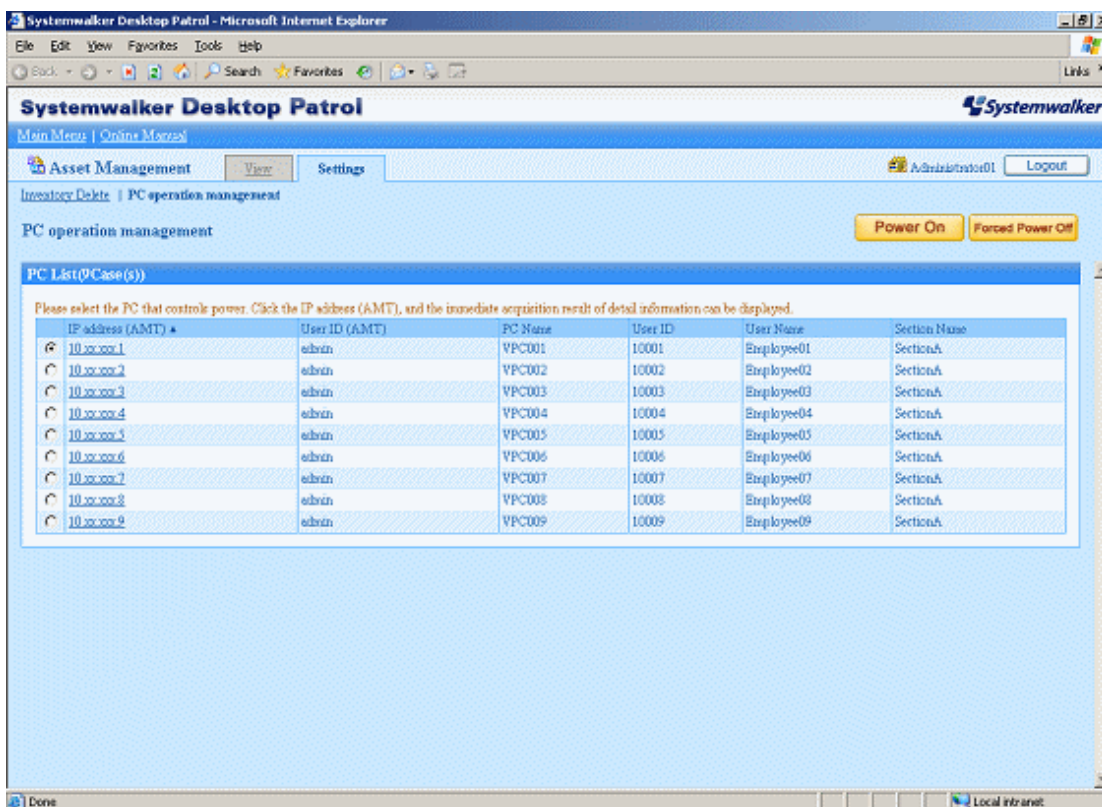 Systemwalker Desktop Patrol - Microsoft Internet Explorer
File Edit View Favorites Tools Help
Back Search Favorites Links
Systemwalker Desktop Patrol Systemwalker
Main Menu | Online Manual
Asset Management View Settings Administrator01 Logout
Inventory Delete | PC operation management
PC operation management Power On Forced Power Off
PC List(9Case(s))
Please select the PC that controls power. Click the IP address (AMT), and the immediate acquisition result of detail information can be displayed.
IP address (AMT) ▲ User ID (AMT) PC Name User ID User Name Section Name
10.xx.xxx.1 admin VPC001 10001 Employee01 SectionA
10.xx.xxx.2 admin VPC002 10002 Employee02 SectionA
10.xx.xxx.3 admin VPC003 10003 Employee03 SectionA
10.xx.xxx.4 admin VPC004 10004 Employee04 SectionA
10.xx.xxx.5 admin VPC005 10005 Employee05 SectionA
10.xx.xxx.6 admin VPC006 10006 Employee06 SectionA
10.xx.xxx.7 admin VPC007 10007 Employee07 SectionA
10.xx.xxx.8 admin VPC008 10008 Employee08 SectionA
10.xx.xxx.9 admin VPC009 10009 Employee09 SectionA
Done Local intranet